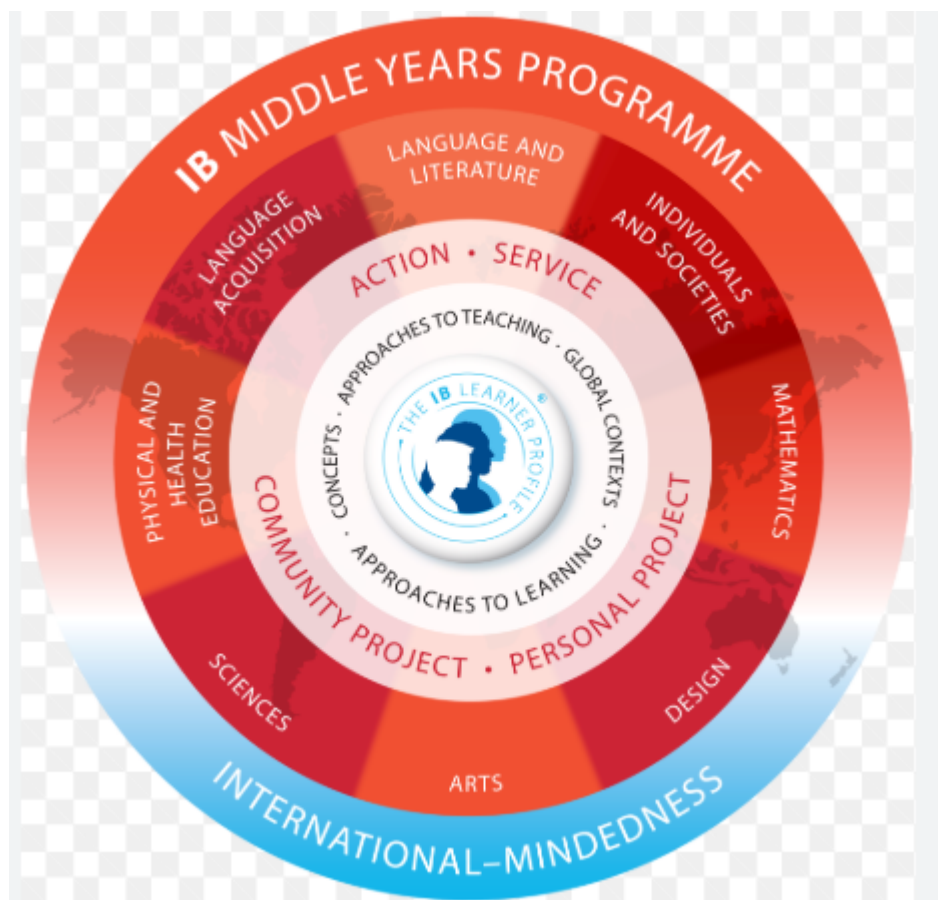 IB MIDDLE YEARS PROGRAMME
LANGUAGE AND
LITERATURE
INDIVIDUALS
AND SOCIETIES
MATHEMATICS
DESIGN
ARTS
SCIENCES
PHYSICAL AND
HEALTH
EDUCATION
LANGUAGE
ACQUISITION
ACTION • SERVICE
PERSONAL PROJECT
•
COMMUNITY PROJECT
APPROACHES TO TEACHING · GLOBAL CONTEXTS · APPROACHES TO LEARNING · CONCEPTS ·
THE IB LEARNER PROFILE ®
INTERNATIONAL–MINDEDNESS